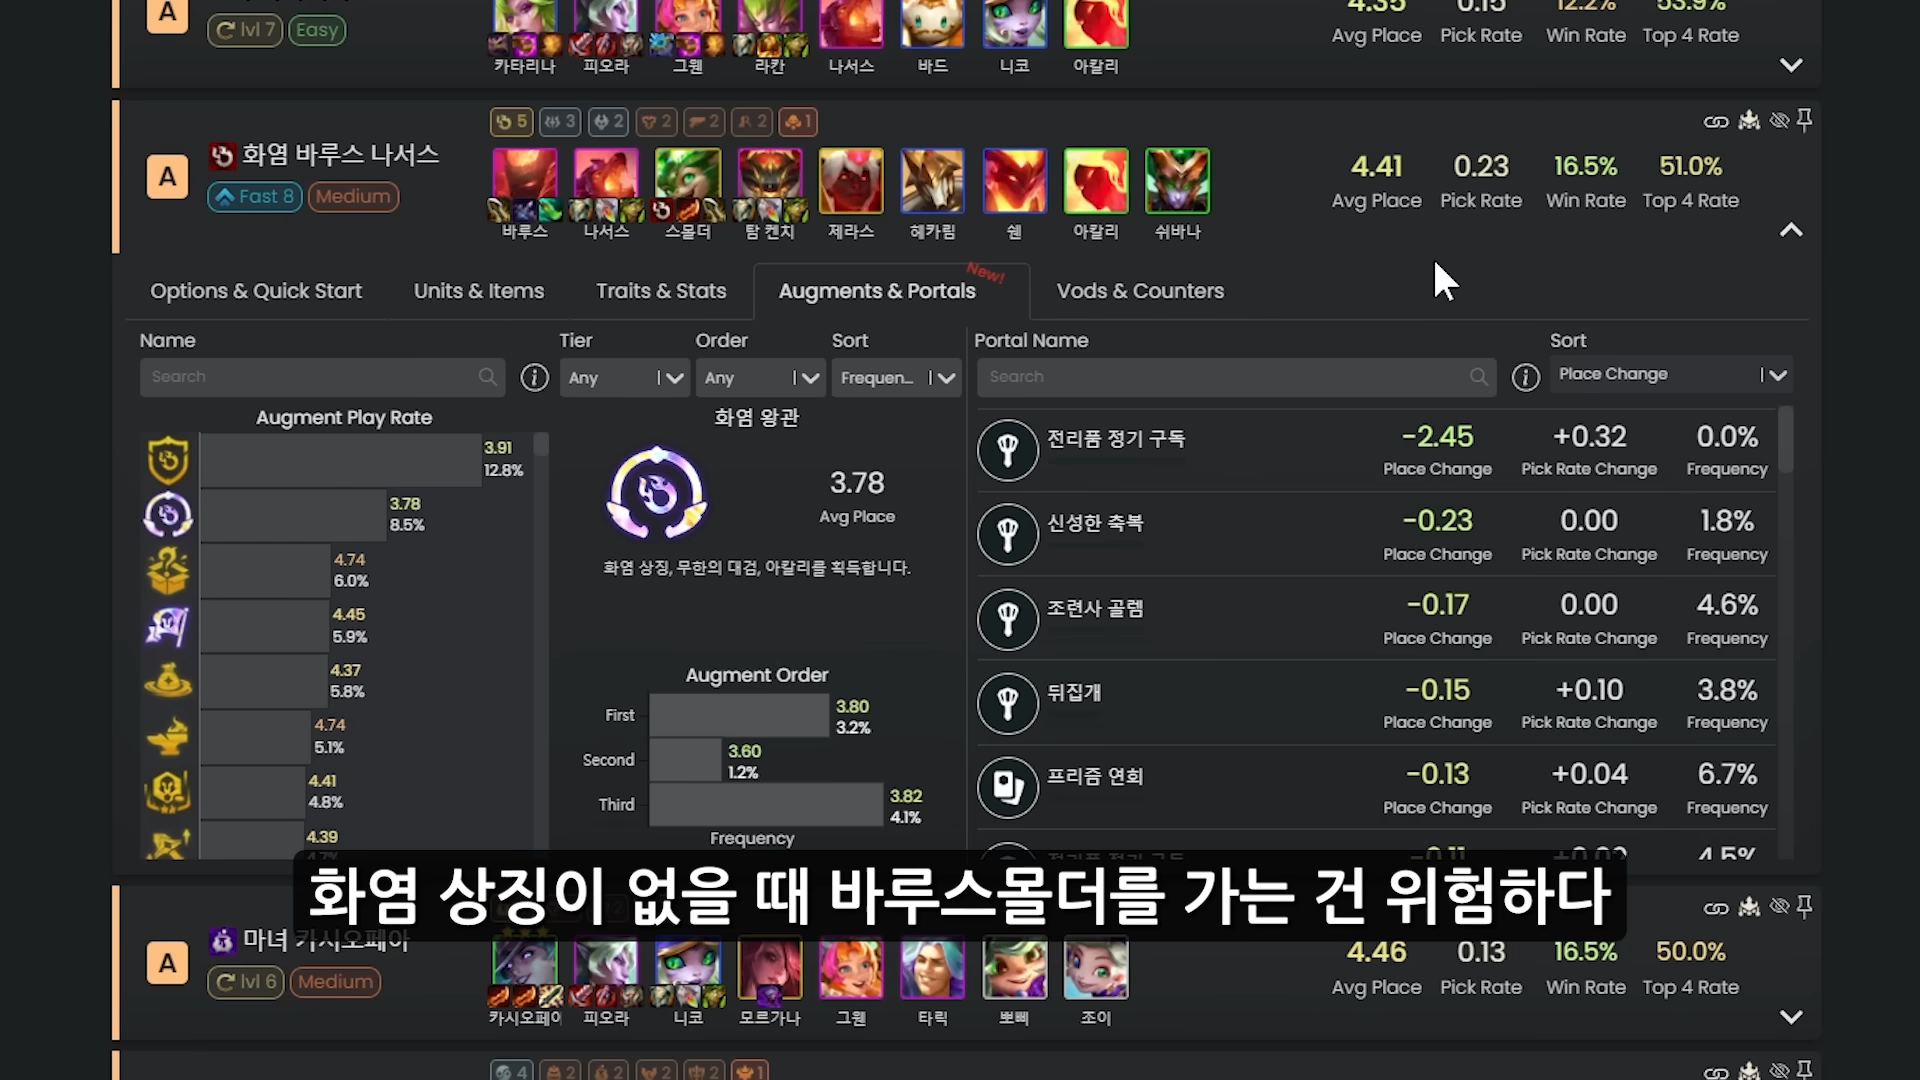 A
lvl 7 Easy
카타리나 피오라 그웬 라칸 나서스 바드 니코 아칼리
4.35 0.15 12.2% 53.9%
Avg Place Pick Rate Win Rate Top 4 Rate
5 3 2 2 2 2 1
A
화염 바루스 나서스
Fast 8 Medium
바루스 나서스 스몰더 탐 켄치 제라스 헤카림 쉔 아칼리 쉬바나
4.41 0.23 16.5% 51.0%
Avg Place Pick Rate Win Rate Top 4 Rate
Options & Quick Start Units & Items Traits & Stats Augments & Portals New! Vods & Counters
Name Tier Order Sort
Search Any Any Frequen...
Augment Play Rate
3.91
12.8%
3.78
8.5%
4.74
6.0%
4.45
5.9%
4.37
5.8%
4.74
5.1%
4.41
4.8%
4.39
4.7%
화염 왕관
3.78
Avg Place
화염 상징, 무한의 대검, 아칼리를 획득합니다.
Augment Order
First 3.80
3.2%
Second 3.60
1.2%
Third 3.82
4.1%
Frequency
Portal Name Sort
Search Place Change
전리품 정기 구독 -2.45 +0.32 0.0%
Place Change Pick Rate Change Frequency
신성한 축복 -0.23 0.00 1.8%
Place Change Pick Rate Change Frequency
조련사 골렘 -0.17 0.00 4.6%
Place Change Pick Rate Change Frequency
뒤집개 -0.15 +0.10 3.8%
Place Change Pick Rate Change Frequency
프리즘 연회 -0.13 +0.04 6.7%
Place Change Pick Rate Change Frequency
전리품 정기 구독 -0.11 4.5%
화염 상징이 없을 때 바루스몰더를 가는 건 위험하다
A
마녀 카시오페아
lvl 6 Medium
카시오페아 피오라 니코 모르가나 그웬 타릭 뽀삐 조이
4.46 0.13 16.5% 50.0%
Avg Place Pick Rate Win Rate Top 4 Rate
4 2 2 2 2 1